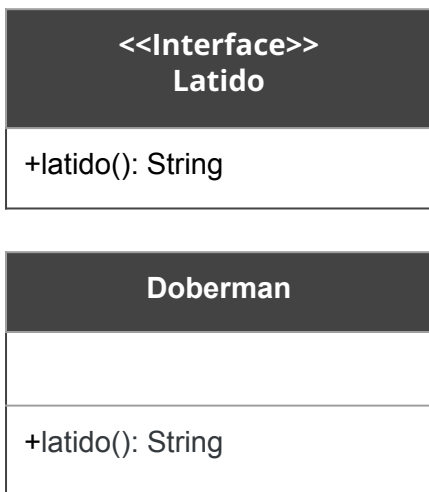 <<Interface>>
Latido
+latido(): String
Doberman
+latido(): String